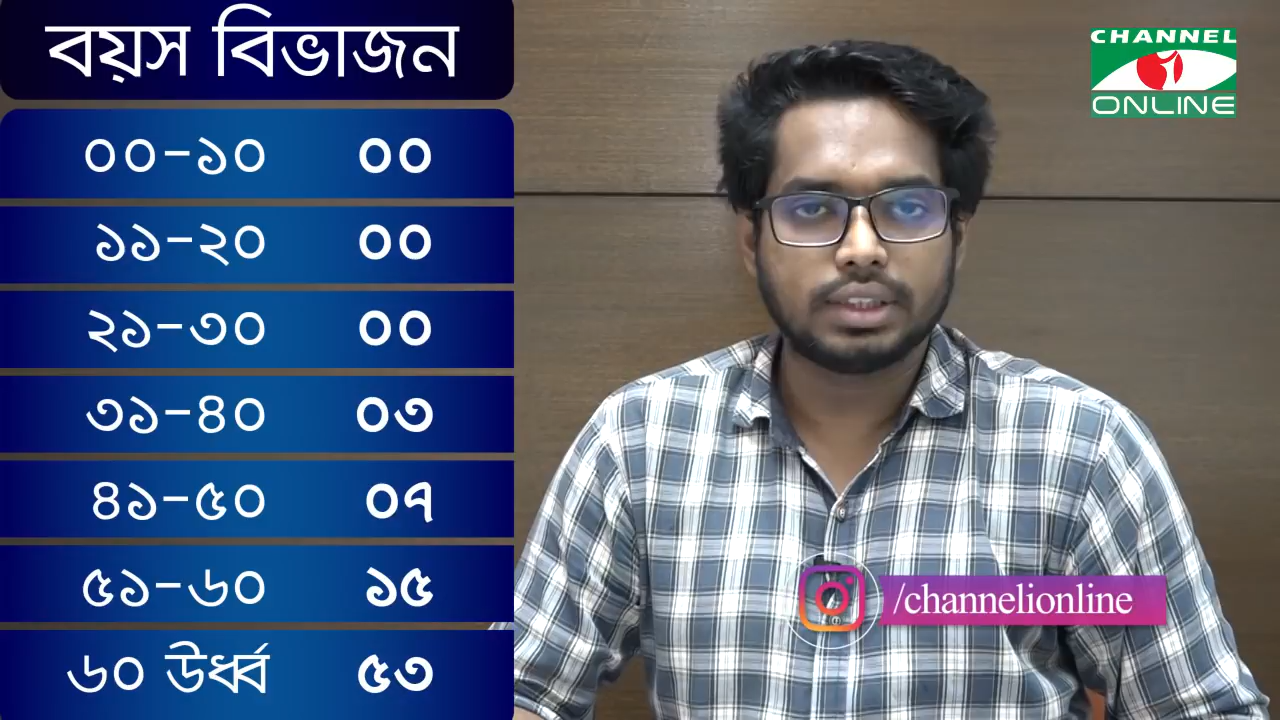 বয়স বিভাজন
০০-১০ ০০
১১-২০ ০০
২১-৩০ ০০
৩১-৪০ ০৩
৪১-৫০ ০৭
৫১-৬০ ১৫
৬০ উর্ধ্ব ৫৩
CHANNEL
i
ONLINE
/channelionline